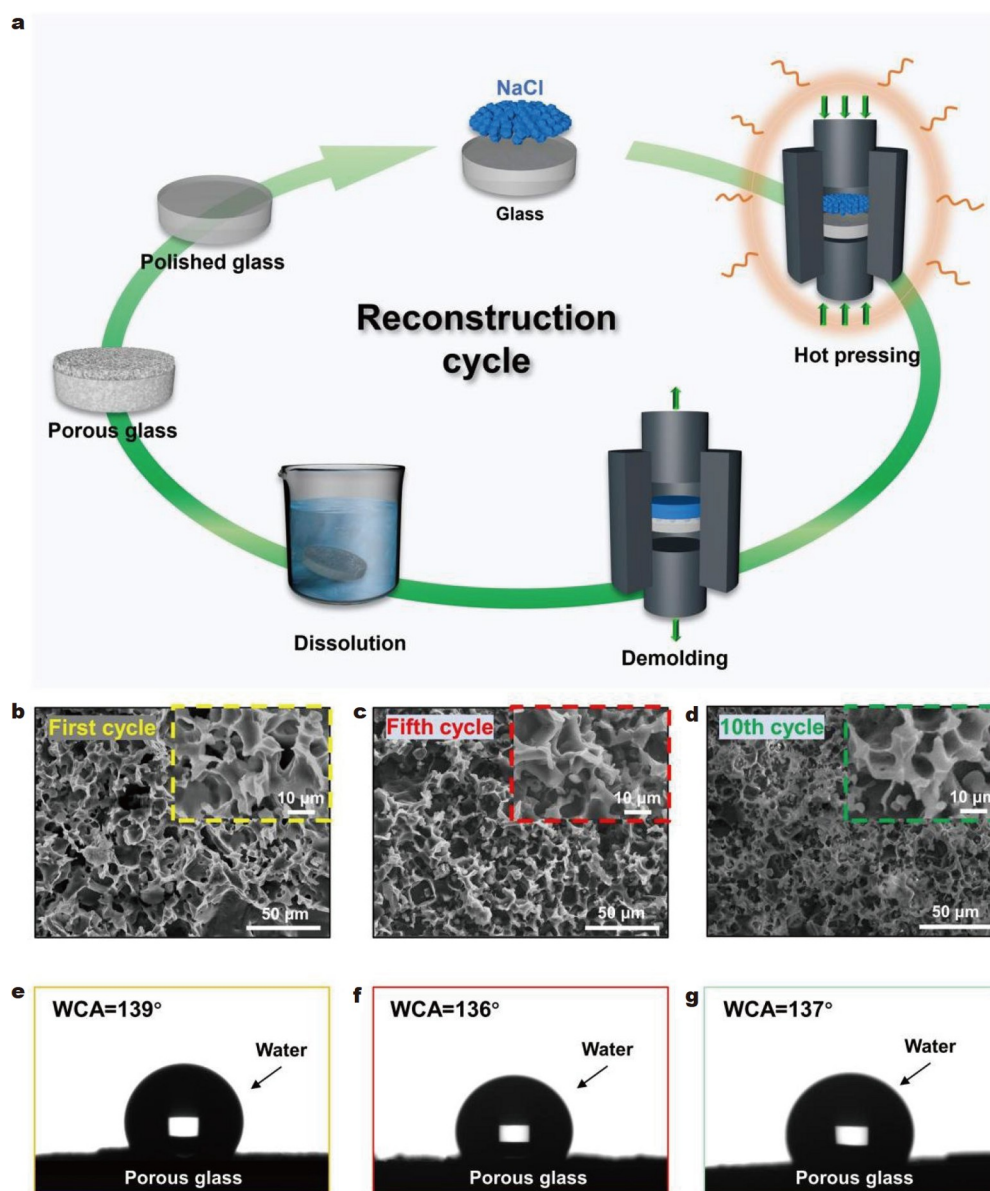 a
NaCl
Glass
Polished glass
Reconstruction
cycle
Hot pressing
Porous glass
Dissolution
Demolding
b
First cycle
10 µm
50 µm
c
Fifth cycle
10 µm
50 µm
d
10th cycle
10 µm
50 µm
e
WCA=139°
Water
Porous glass
f
WCA=136°
Water
Porous glass
g
WCA=137°
Water
Porous glass